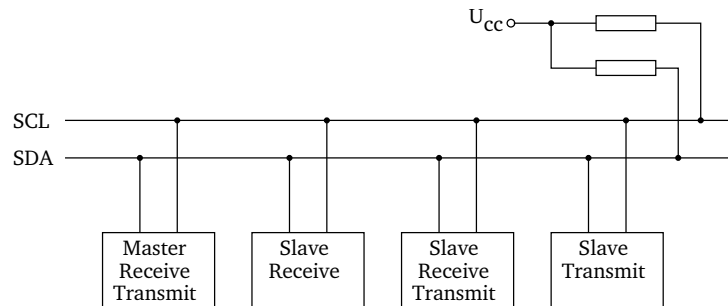 Ucc
SCL
SDA
Master
Receive
Transmit
Slave
Receive
Slave
Receive
Transmit
Slave
Transmit